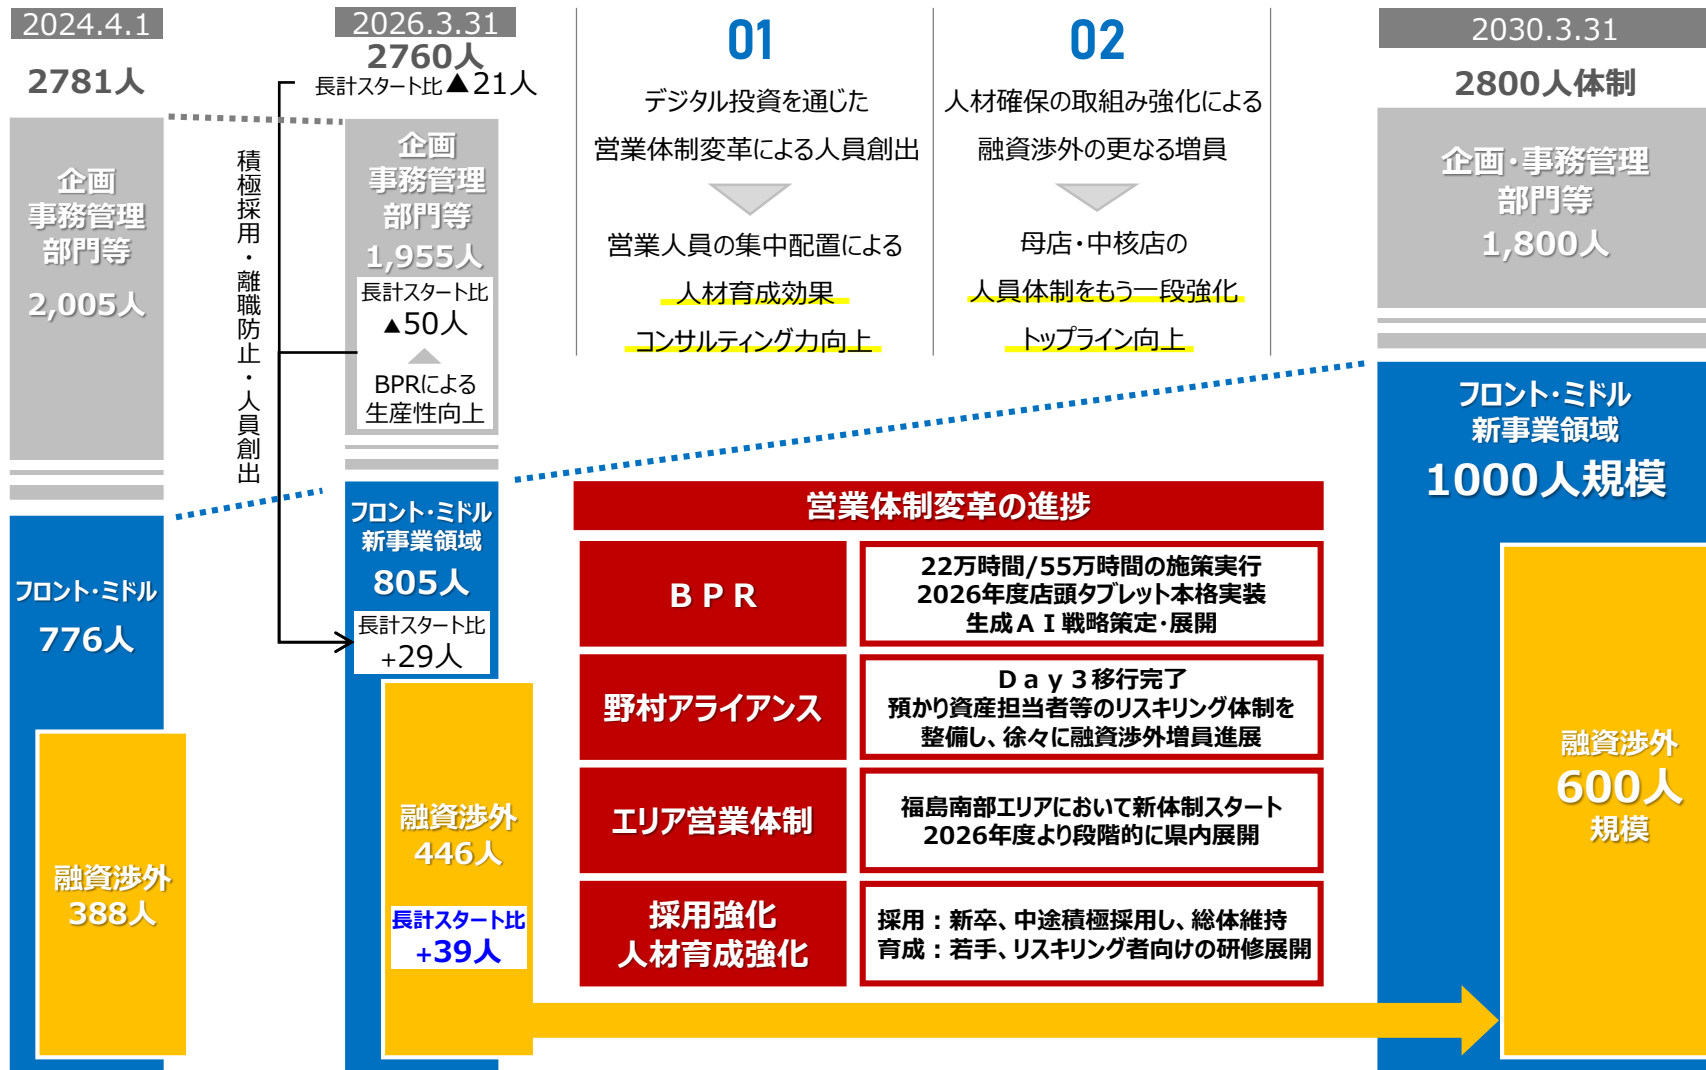 2024.4.1
2781人
企画
事務管理
部門等
2,005人
フロント・ミドル
776人
融資渉外
388人
積極採用・離職防止・人員創出
2026.3.31
2760人
長計スタート比▲21人
企画
事務管理
部門等
1,955人
長計スタート比
▲50人
BPRによる
生産性向上
フロント・ミドル
新事業領域
805人
長計スタート比
+29人
融資渉外
446人
長計スタート比
+39人
01
デジタル投資を通じた
営業体制変革による人員創出
営業人員の集中配置による
人材育成効果
コンサルティング力向上
02
人材確保の取組み強化による
融資渉外の更なる増員
母店・中核店の
人員体制をもう一段強化
トップライン向上
営業体制変革の進捗
ＢＰＲ
22万時間/55万時間の施策実行
2026年度店頭タブレット本格実装
生成ＡＩ戦略策定・展開
野村アライアンス
Ｄａｙ３移行完了
預かり資産担当者等のリスキリング体制を
整備し、徐々に融資渉外増員進展
エリア営業体制
福島南部エリアにおいて新体制スタート
2026年度より段階的に県内展開
採用強化
人材育成強化
採用：新卒、中途積極採用し、総体維持
育成：若手、リスキリング者向けの研修展開
2030.3.31
2800人体制
企画・事務管理
部門等
1,800人
フロント・ミドル
新事業領域
1000人規模
融資渉外
600人
規模